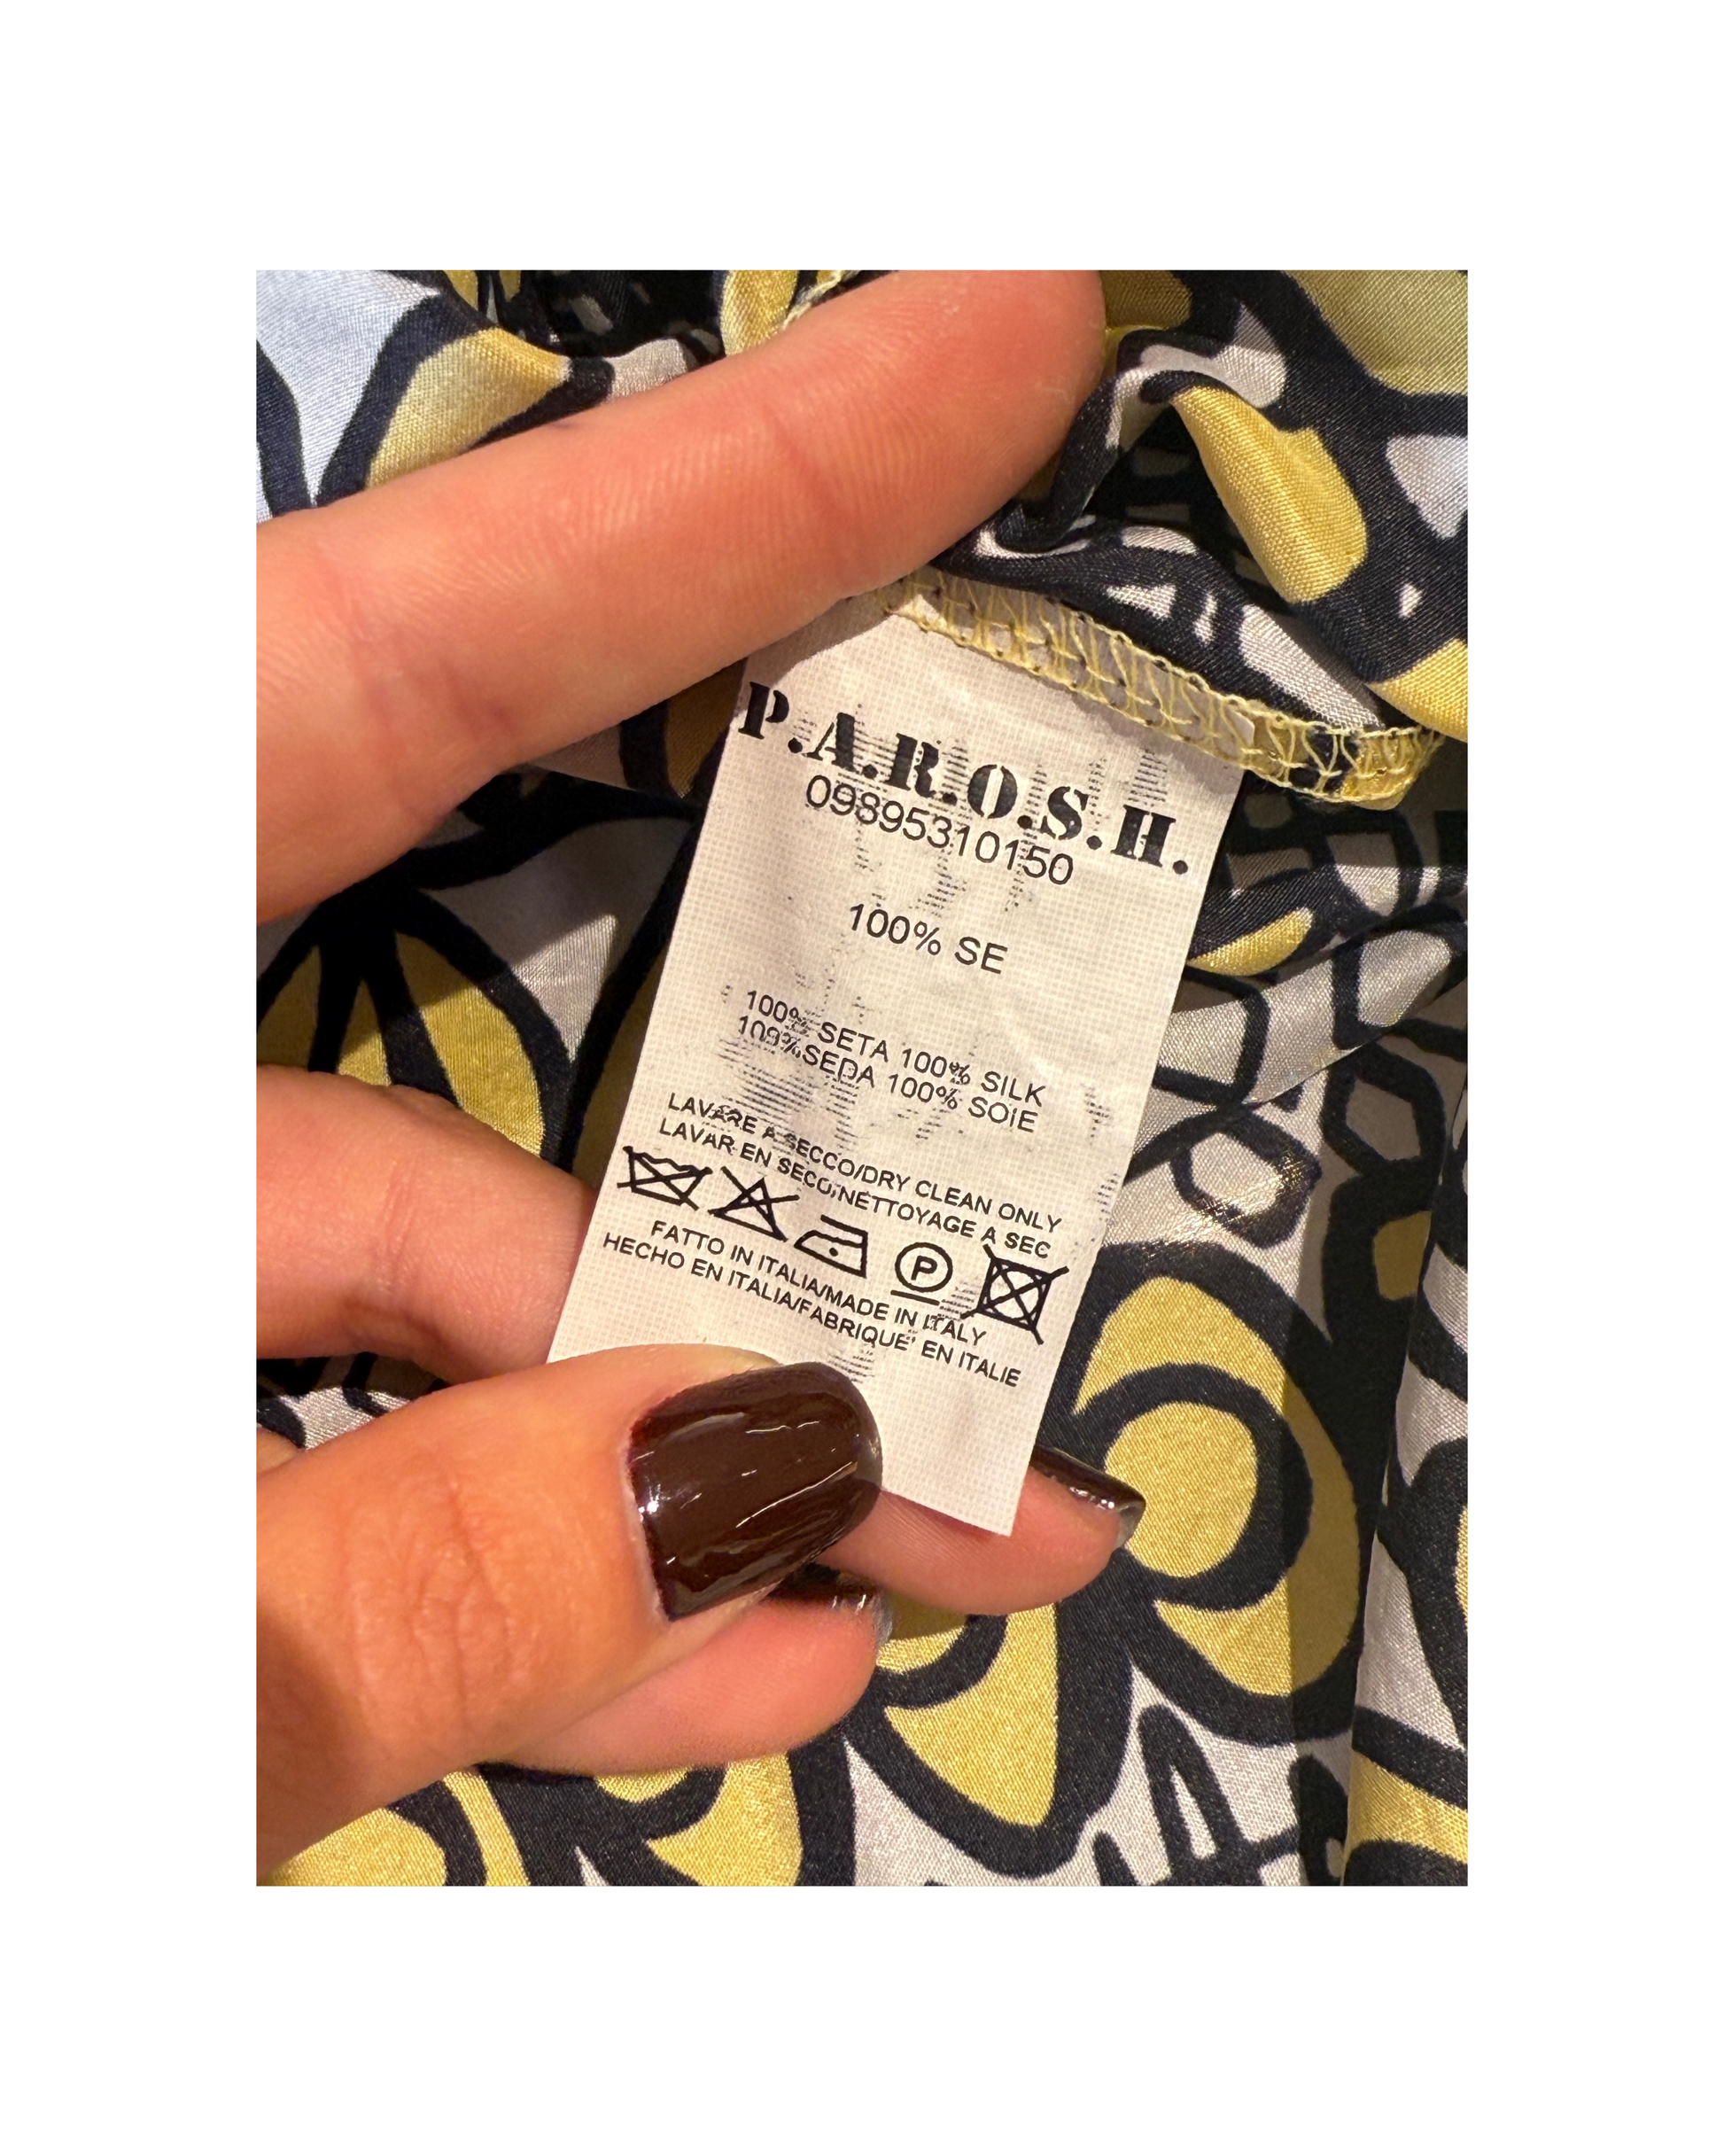 P.A.R.O.S.H.
09895310150
100% SE
100% SETA 100% SILK
100%SEDA 100% SOIE
LAVARE A SECCO/DRY CLEAN ONLY
LAVAR EN SECO/NETTOYAGE A SEC
P
FATTO IN ITALIA/MADE IN ITALY
HECHO EN ITALIA/FABRIQUE' EN ITALIE